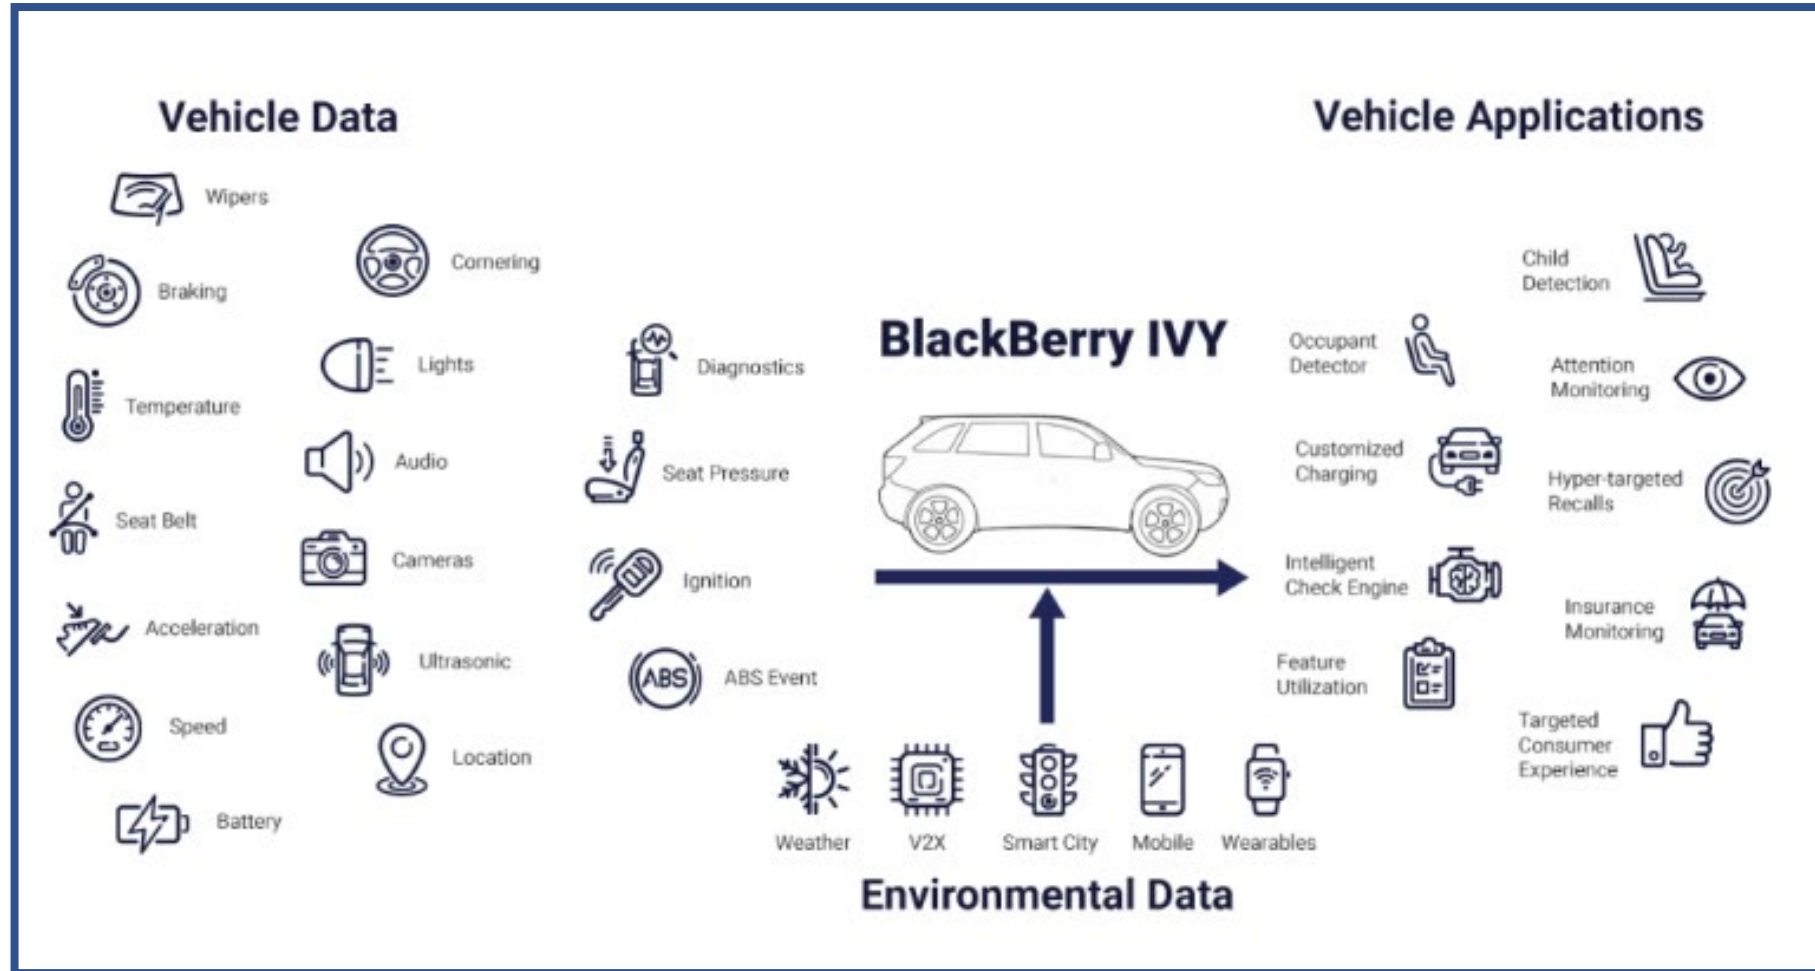 Vehicle Data
Wipers
Braking
Temperature
Seat Belt
Acceleration
Speed
Battery
Cornering
Lights
Audio
Cameras
Ultrasonic
Location
Diagnostics
Seat Pressure
Ignition
ABS
ABS Event
BlackBerry IVY
Weather
V2X
Smart City
Mobile
Wearables
Environmental Data
Vehicle Applications
Occupant
Detector
Customized
Charging
Intelligent
Check Engine
Feature
Utilization
Child
Detection
Attention
Monitoring
Hyper-targeted
Recalls
Insurance
Monitoring
Targeted
Consumer
Experience